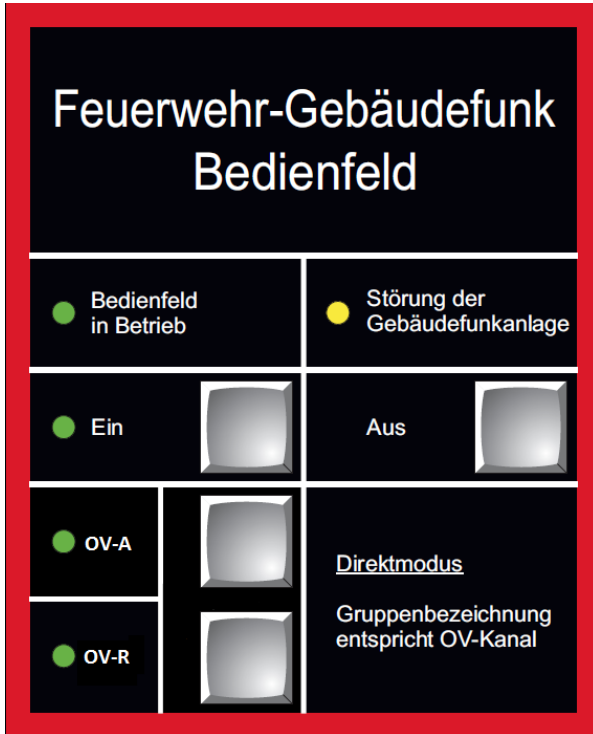 Feuerwehr-Gebäudefunk
Bedienfeld
Bedienfeld
in Betrieb
Störung der
Gebäudefunkanlage
Ein
Aus
OV-A
OV-R
Direktmodus
Gruppenbezeichnung
entspricht OV-Kanal